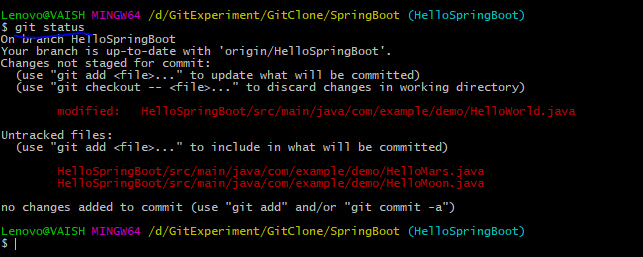 Lenovo@VAISH MINGW64 /d/GitExperiment/GitClone/SpringBoot (HelloSpringBoot)
$ git status
On branch HelloSpringBoot
Your branch is up-to-date with 'origin/HelloSpringBoot'.
Changes not staged for commit:
  (use "git add <file>..." to update what will be committed)
  (use "git checkout -- <file>..." to discard changes in working directory)
        modified:   HelloSpringBoot/src/main/java/com/example/demo/HelloWorld.java
Untracked files:
  (use "git add <file>..." to include in what will be committed)
        HelloSpringBoot/src/main/java/com/example/demo/HelloMars.java
        HelloSpringBoot/src/main/java/com/example/demo/HelloMoon.java
no changes added to commit (use "git add" and/or "git commit -a")
Lenovo@VAISH MINGW64 /d/GitExperiment/GitClone/SpringBoot (HelloSpringBoot)
$